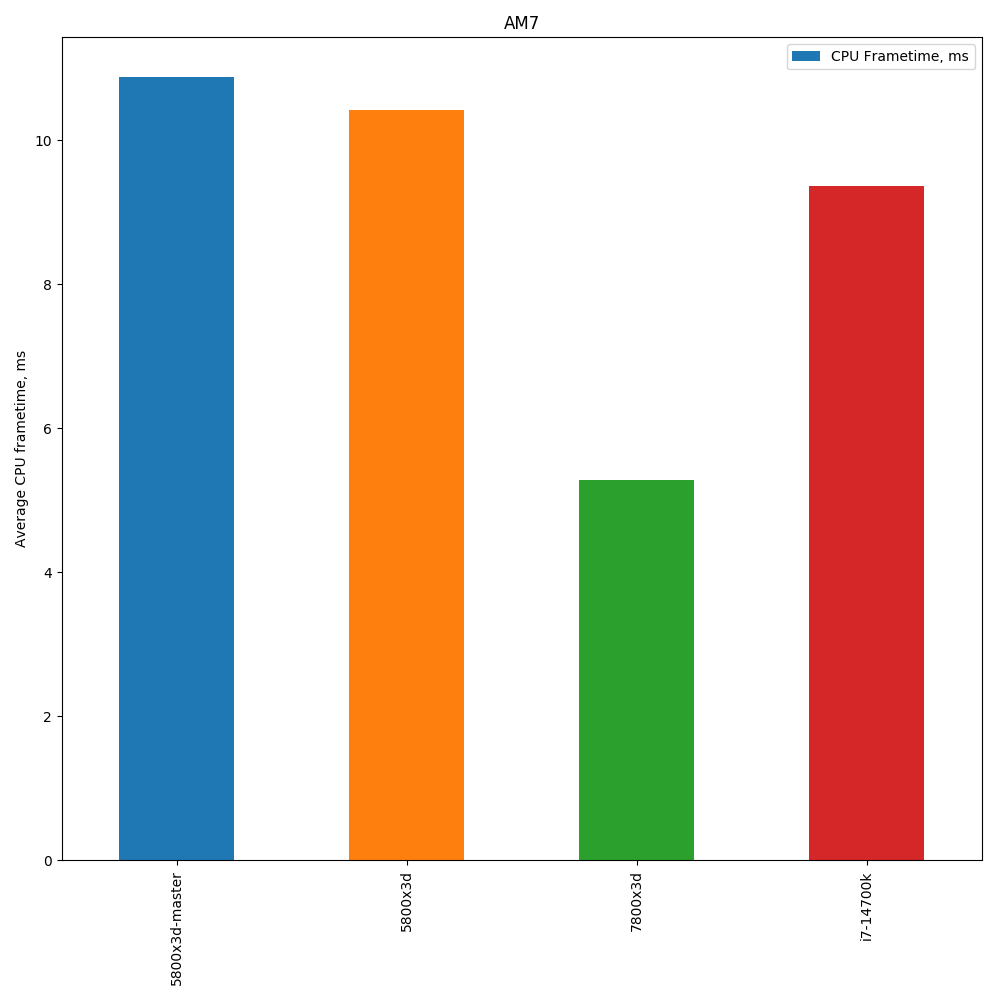 AM7
CPU Frametime, ms
Average CPU frametime, ms
10
8
6
4
2
0
5800x3d-master
5800x3d
7800x3d
i7-14700k